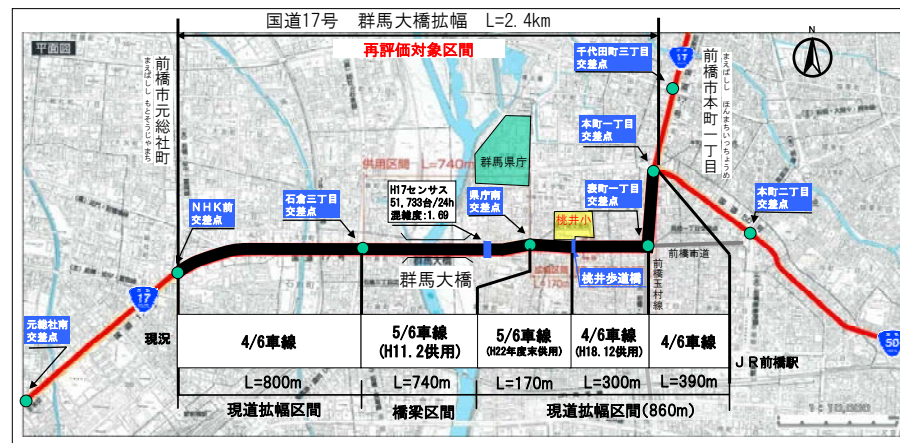 国道17号　群馬大橋拡幅　L=2.4km
再評価対象区間
平面図
千代田町三丁目
交差点
17
前橋市本町一丁目
まえばしし　ほんまちいっちょうめ
前橋市元総社町
まえばしし　もとそうじゃまち
本町一丁目
交差点
群馬県庁
供用区間　L=740m
H17センサス
51,733台/24h
混雑度:1.69
県庁南
交差点
表町一丁目
交差点
本町二丁目
交差点
石倉三丁目
交差点
NHK前
交差点
桃井小
群馬大橋
群馬大橋
L=170m
桃井歩道橋
前橋玉村線
前橋市道
17
元総社南
交差点
50
現況
4/6車線
5/6車線
(H11.2供用)
5/6車線
(H22年度末供用)
4/6車線
(H18.12供用)
4/6車線
JR前橋駅
L=800m
L=740m
L=170m
L=300m
L=390m
現道拡幅区間
橋梁区間
現道拡幅区間(860m)
1:10,000